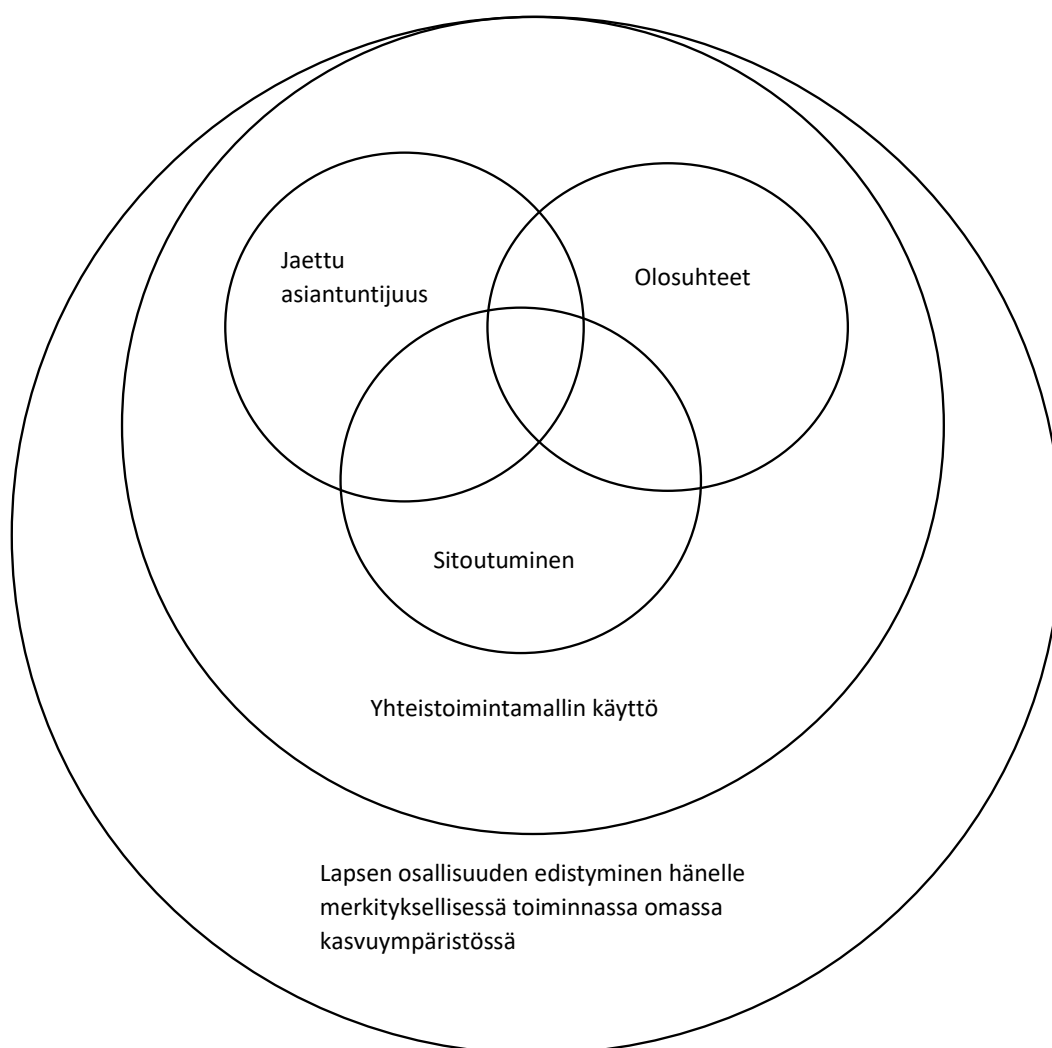 Jaettu
asiantuntijuus
Olosuhteet
Sitoutuminen
Yhteistoimintamallin käyttö
Lapsen osallisuuden edistyminen hänelle
merkityksellisessä toiminnassa omassa
kasvuympäristössä